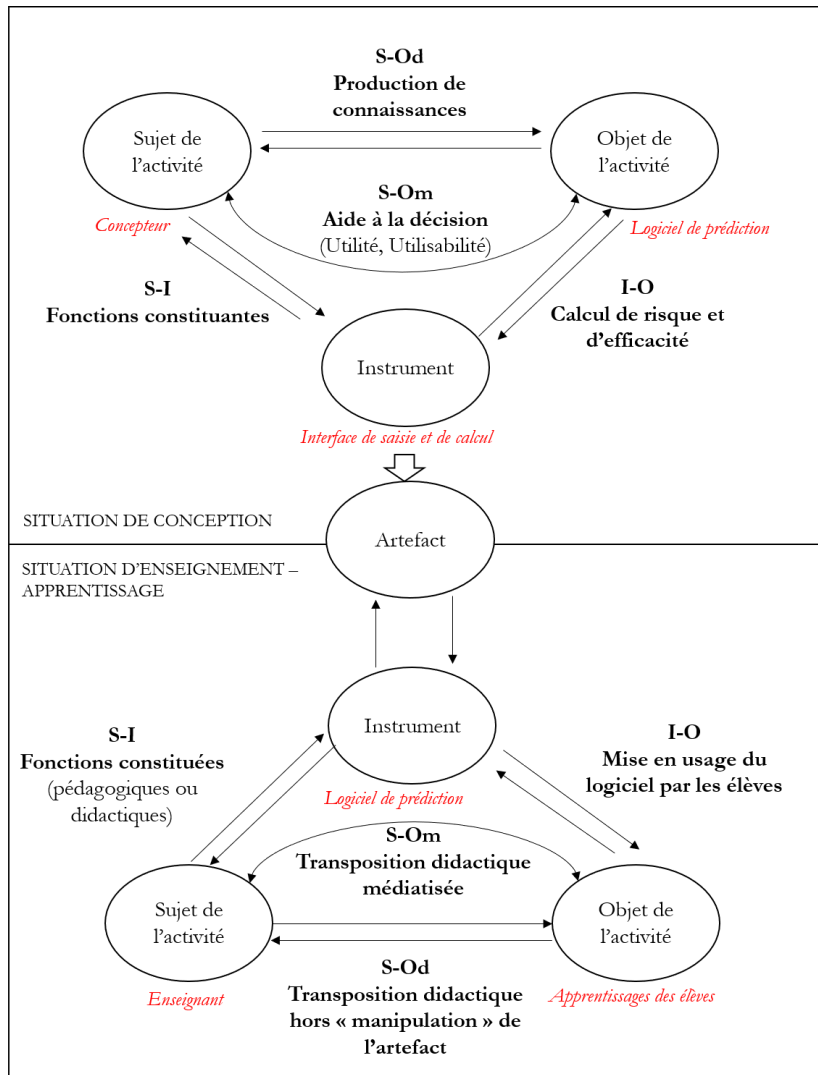 S-Od
Production de
connaissances
Sujet de
l'activité
Objet de
l'activité
S-Om
Aide à la décision
(Utilité, Utilisabilité)
Concepteur
Logiciel de prédiction
S-I
Fonctions constituantes
I-O
Calcul de risque et
d'efficacité
Instrument
Interface de saisie et de calcul
SITUATION DE CONCEPTION
Artefact
SITUATION D'ENSEIGNEMENT –
APPRENTISSAGE
Instrument
S-I
Fonctions constituées
(pédagogiques ou
didactiques)
I-O
Mise en usage du
logiciel par les élèves
Logiciel de prédiction
S-Om
Transposition didactique
médiatisée
Sujet de
l'activité
Objet de
l'activité
S-Od
Transposition didactique
hors « manipulation » de
l'artefact
Enseignant
Apprentissages des élèves